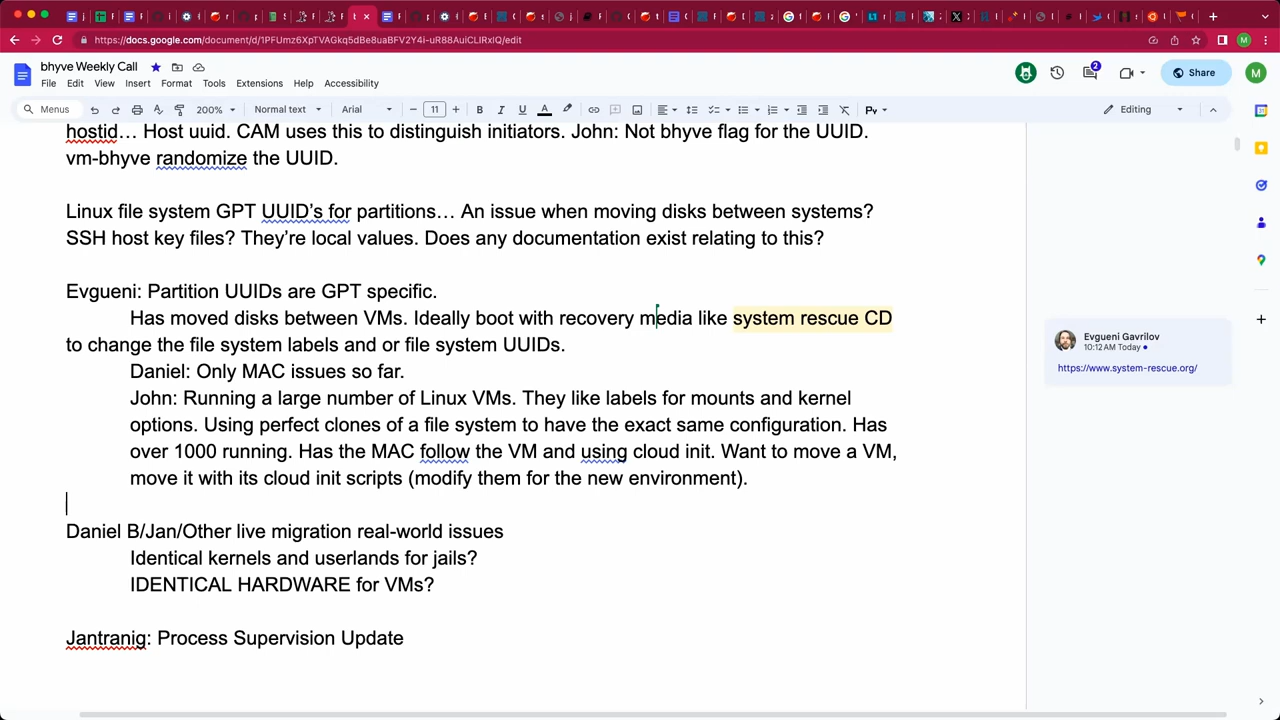 https://docs.google.com/document/d/1PFUmz6XpTVAGkq5dBe8uaBFV2Y4i-uR88AuiCLIRxIQ/edit
bhyve Weekly Call
File Edit View Insert Format Tools Extensions Help Accessibility
2
Share
M
Menus
200%
Normal text
Arial
11
B I U A
Editing
hostid… Host uuid. CAM uses this to distinguish initiators. John: Not bhyve flag for the UUID.
vm-bhyve randomize the UUID.
Linux file system GPT UUID’s for partitions… An issue when moving disks between systems?
SSH host key files? They’re local values. Does any documentation exist relating to this?
Evgueni: Partition UUIDs are GPT specific.
Has moved disks between VMs. Ideally boot with recovery media like system rescue CD
to change the file system labels and or file system UUIDs.
Daniel: Only MAC issues so far.
John: Running a large number of Linux VMs. They like labels for mounts and kernel
options. Using perfect clones of a file system to have the exact same configuration. Has
over 1000 running. Has the MAC follow the VM and using cloud init. Want to move a VM,
move it with its cloud init scripts (modify them for the new environment).
Daniel B/Jan/Other live migration real-world issues
Identical kernels and userlands for jails?
IDENTICAL HARDWARE for VMs?
Jantranig: Process Supervision Update
Evgueni Gavrilov
10:12 AM Today
https://www.system-rescue.org/